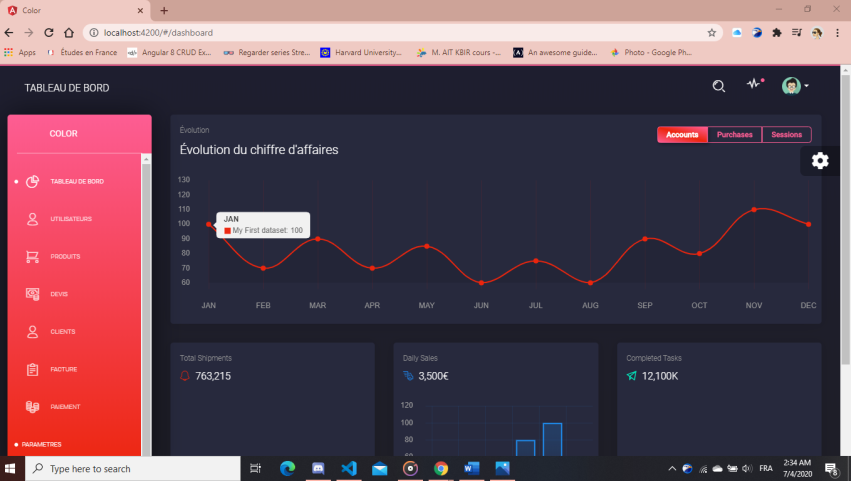 Color
localhost:4200/#/dashboard
Apps
Études en France
Angular 8 CRUD Ex...
Regarder series Stre...
Harvard University...
M. AIT KBIR cours -...
An awesome guide...
Photo - Google Ph...
TABLEAU DE BORD
COLOR
TABLEAU DE BORD
UTILISATEURS
PRODUITS
DEVIS
CLIENTS
FACTURE
PAIEMENT
PARAMETRES
Évolution
Évolution du chiffre d'affaires
Accounts Purchases Sessions
130
120
110
100
90
80
70
60
JAN
My First dataset: 100
JAN FEB MAR APR MAY JUN JUL AUG SEP OCT NOV DEC
Total Shipments
763,215
Daily Sales
3,500€
120
100
80
60
Completed Tasks
12,100K
Type here to search
FRA
2:34 AM
7/4/2020